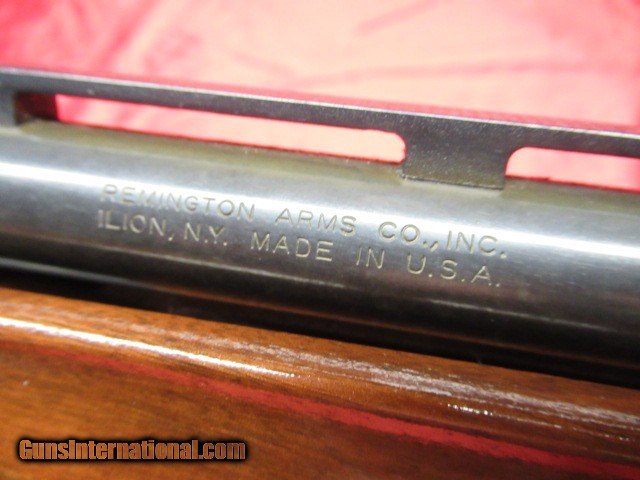 REMINGTON ARMS CO., INC.
ILION, N.Y. MADE IN U.S.A.
GunsInternational.com